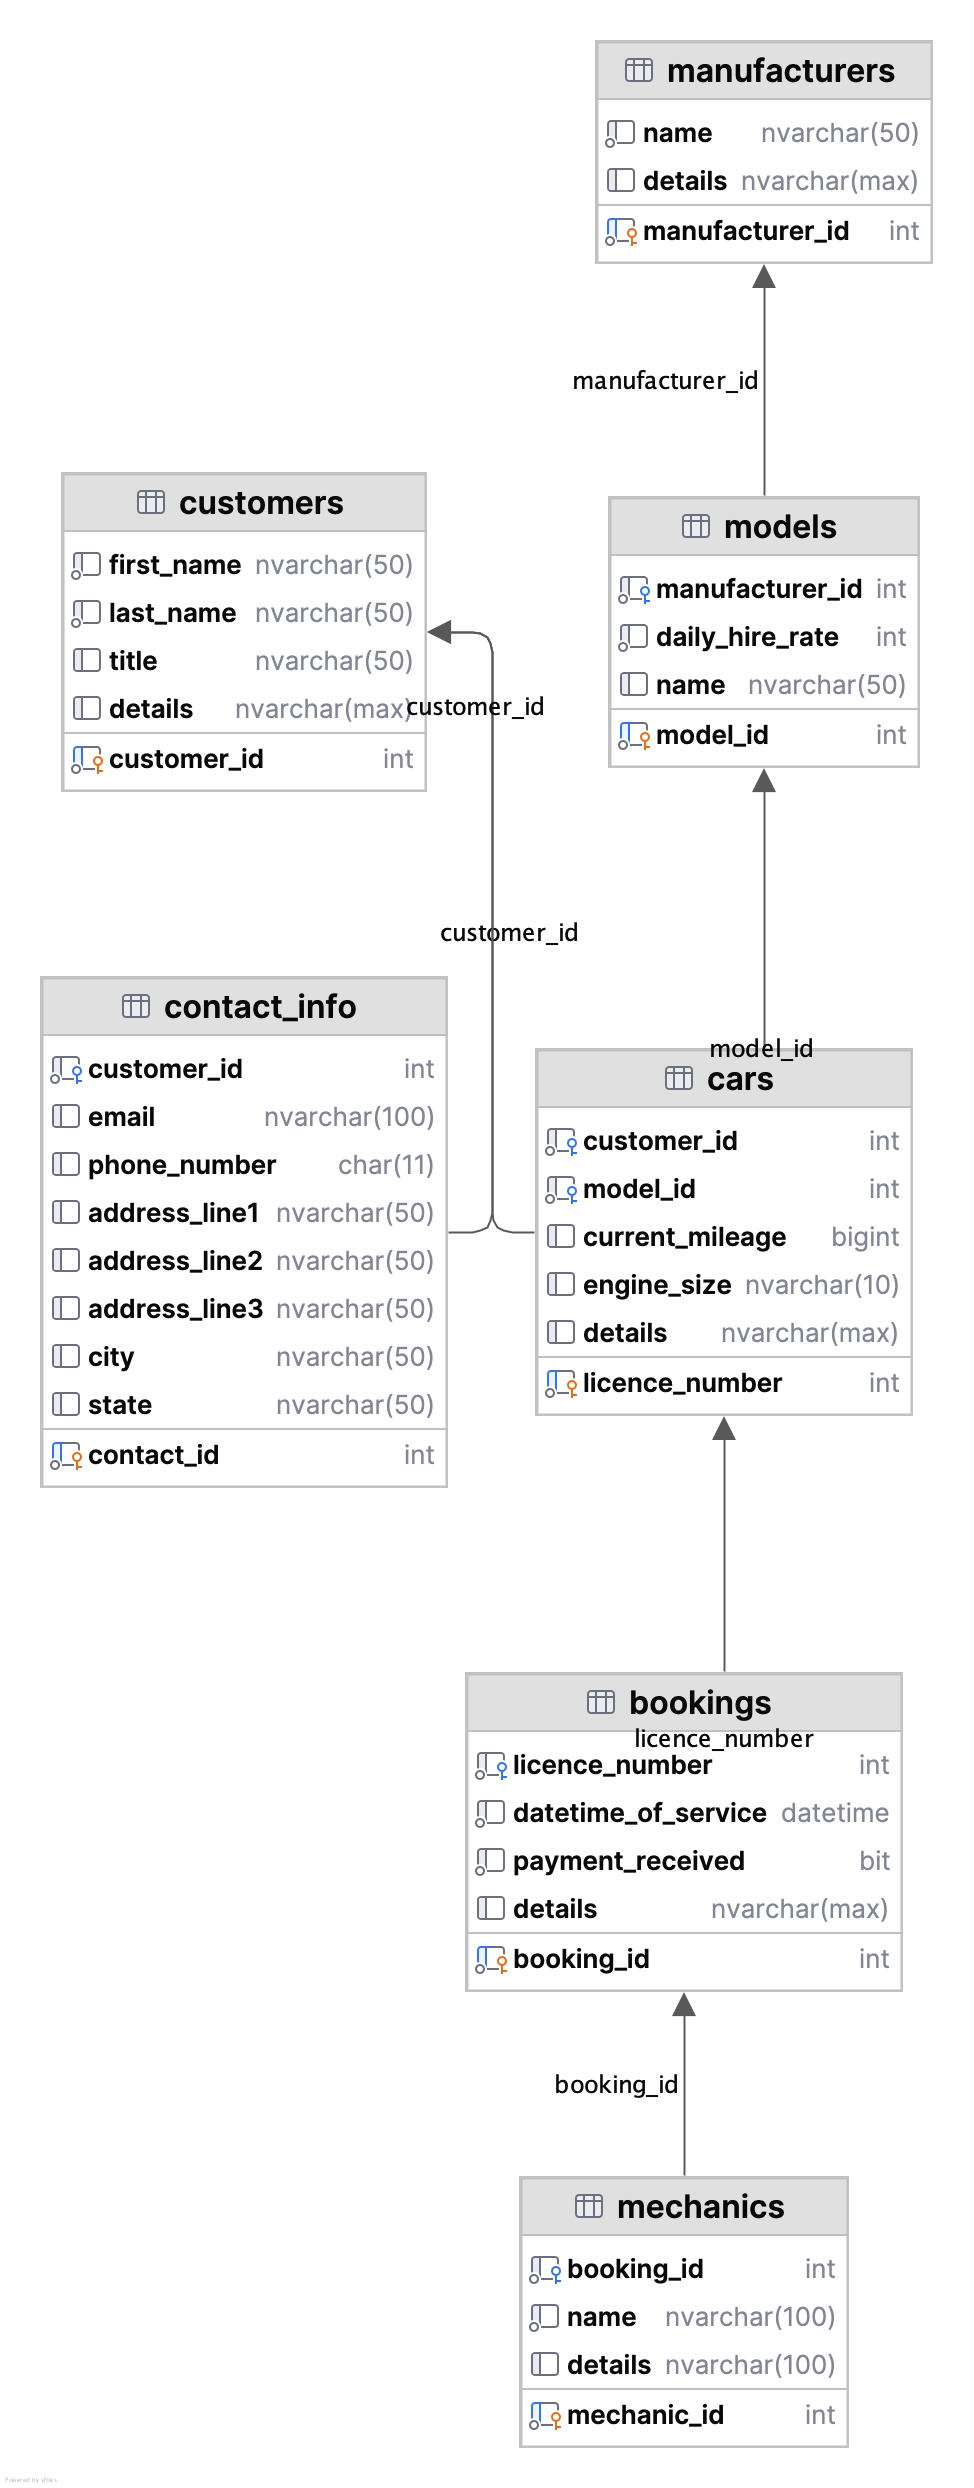 manufacturers
name nvarchar(50)
details nvarchar(max)
manufacturer_id int
manufacturer_id
customers
first_name nvarchar(50)
last_name nvarchar(50)
title nvarchar(50)
details nvarchar(max)
customer_id int
customer_id
models
manufacturer_id int
daily_hire_rate int
name nvarchar(50)
model_id int
customer_id
contact_info
customer_id int
email nvarchar(100)
phone_number char(11)
address_line1 nvarchar(50)
address_line2 nvarchar(50)
address_line3 nvarchar(50)
city nvarchar(50)
state nvarchar(50)
contact_id int
model_id
cars
customer_id int
model_id int
current_mileage bigint
engine_size nvarchar(10)
details nvarchar(max)
licence_number int
bookings
licence_number
licence_number int
datetime_of_service datetime
payment_received bit
details nvarchar(max)
booking_id int
booking_id
mechanics
booking_id int
name nvarchar(100)
details nvarchar(100)
mechanic_id int
Powered by yFiles